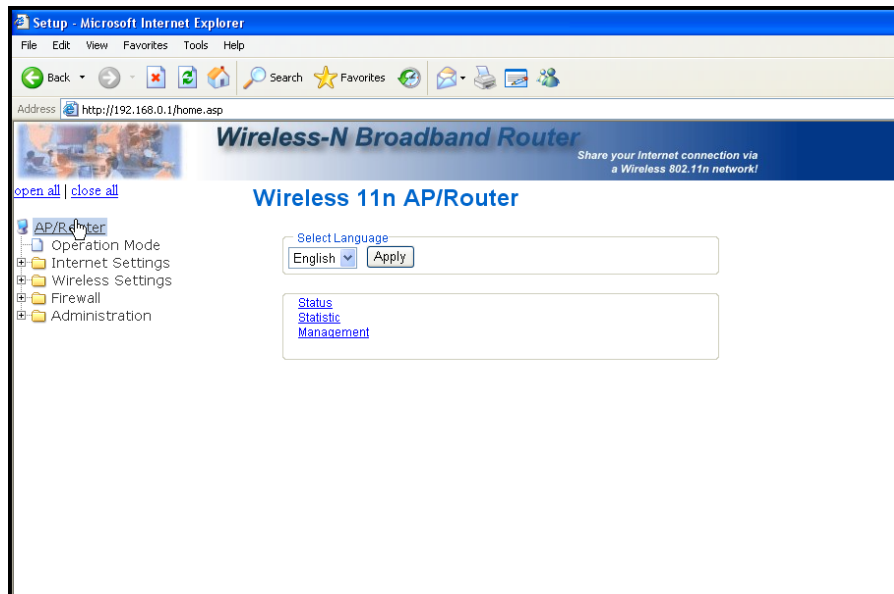 Setup - Microsoft Internet Explorer
File Edit View Favorites Tools Help
Back Search Favorites
Address http://192.168.0.1/home.asp
Wireless-N Broadband Router
Share your Internet connection via
a Wireless 802.11n network!
open all | close all
AP/Router
Operation Mode
Internet Settings
Wireless Settings
Firewall
Administration
Wireless 11n AP/Router
Select Language
English Apply
Status
Statistic
Management